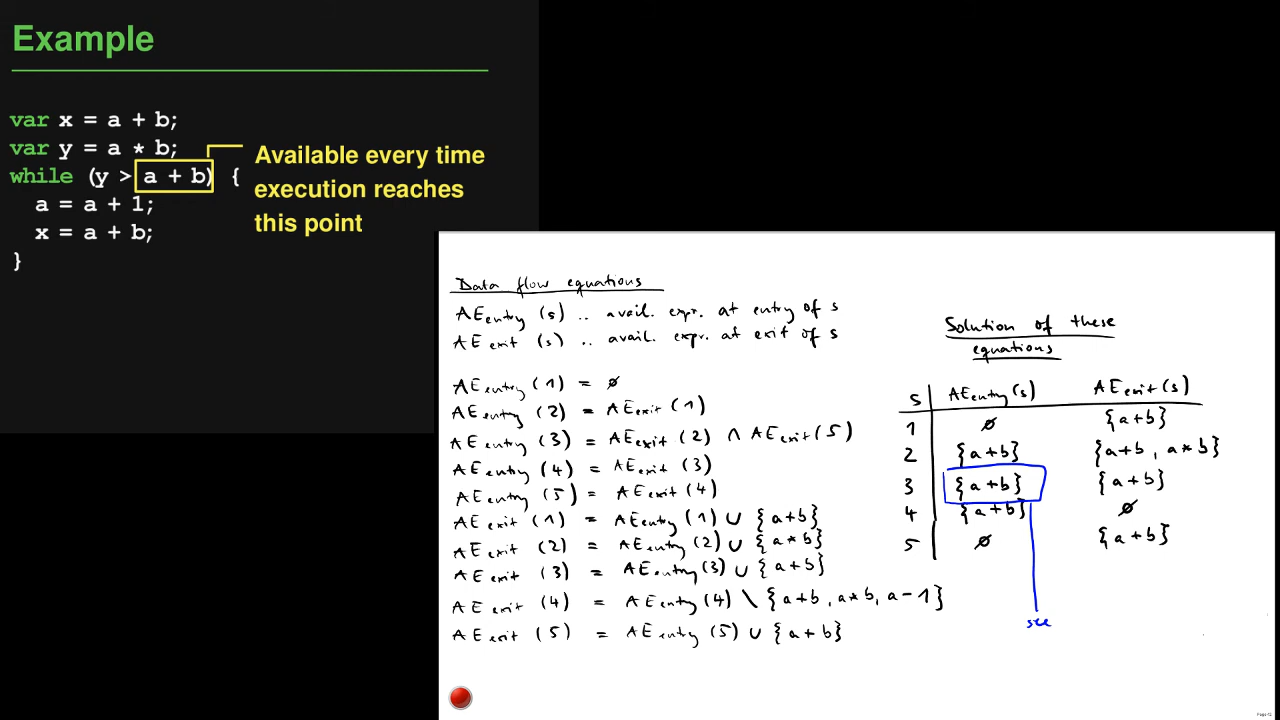 Example
var x = a + b;
var y = a * b;
while (y > a + b) {
a = a + 1;
x = a + b;
}
Available every time
execution reaches
this point
Data flow equations
AEentry (s) .. avail. expr. at entry of s
AEexit (s) .. avail. expr. at exit of s
AEentry (1) = ∅
AEentry (2) = AEexit (1)
AEentry (3) = AEexit (2) ∩ AEexit (5)
AEentry (4) = AEexit (3)
AEentry (5) = AEexit (4)
AEexit (1) = AEentry (1) ∪ {a+b}
AEexit (2) = AEentry (2) ∪ {a*b}
AEexit (3) = AEentry (3) ∪ {a+b}
AEexit (4) = AEentry (4) \ {a+b, a*b, a-1}
AEexit (5) = AEentry (5) ∪ {a+b}
Solution of these
equations
s AEentry (s) AEexit (s)
1 ∅ {a+b}
2 {a+b} {a+b, a*b}
3 {a+b} {a+b}
4 {a+b} ∅
5 ∅ {a+b}
see
Page 42